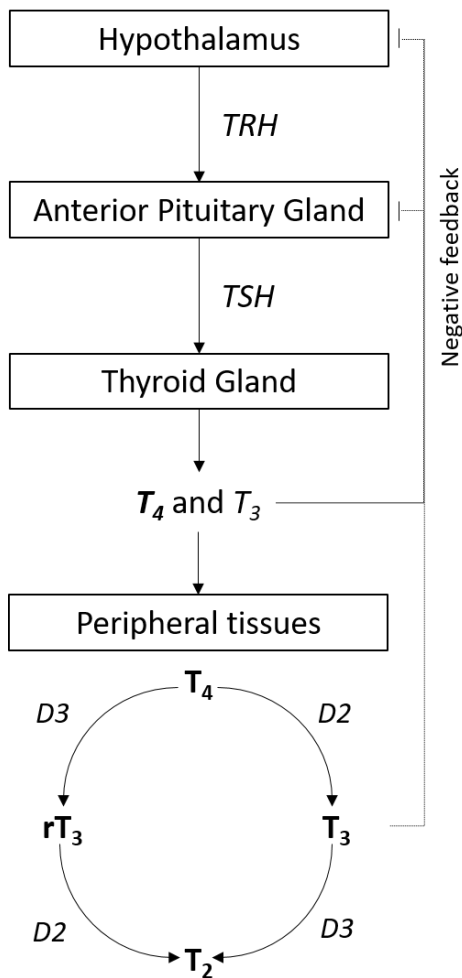 Hypothalamus
TRH
Anterior Pituitary Gland
TSH
Thyroid Gland
T4 and T3
Peripheral tissues
T4
D3
D2
rT3
T3
D2
D3
T2
Negative feedback